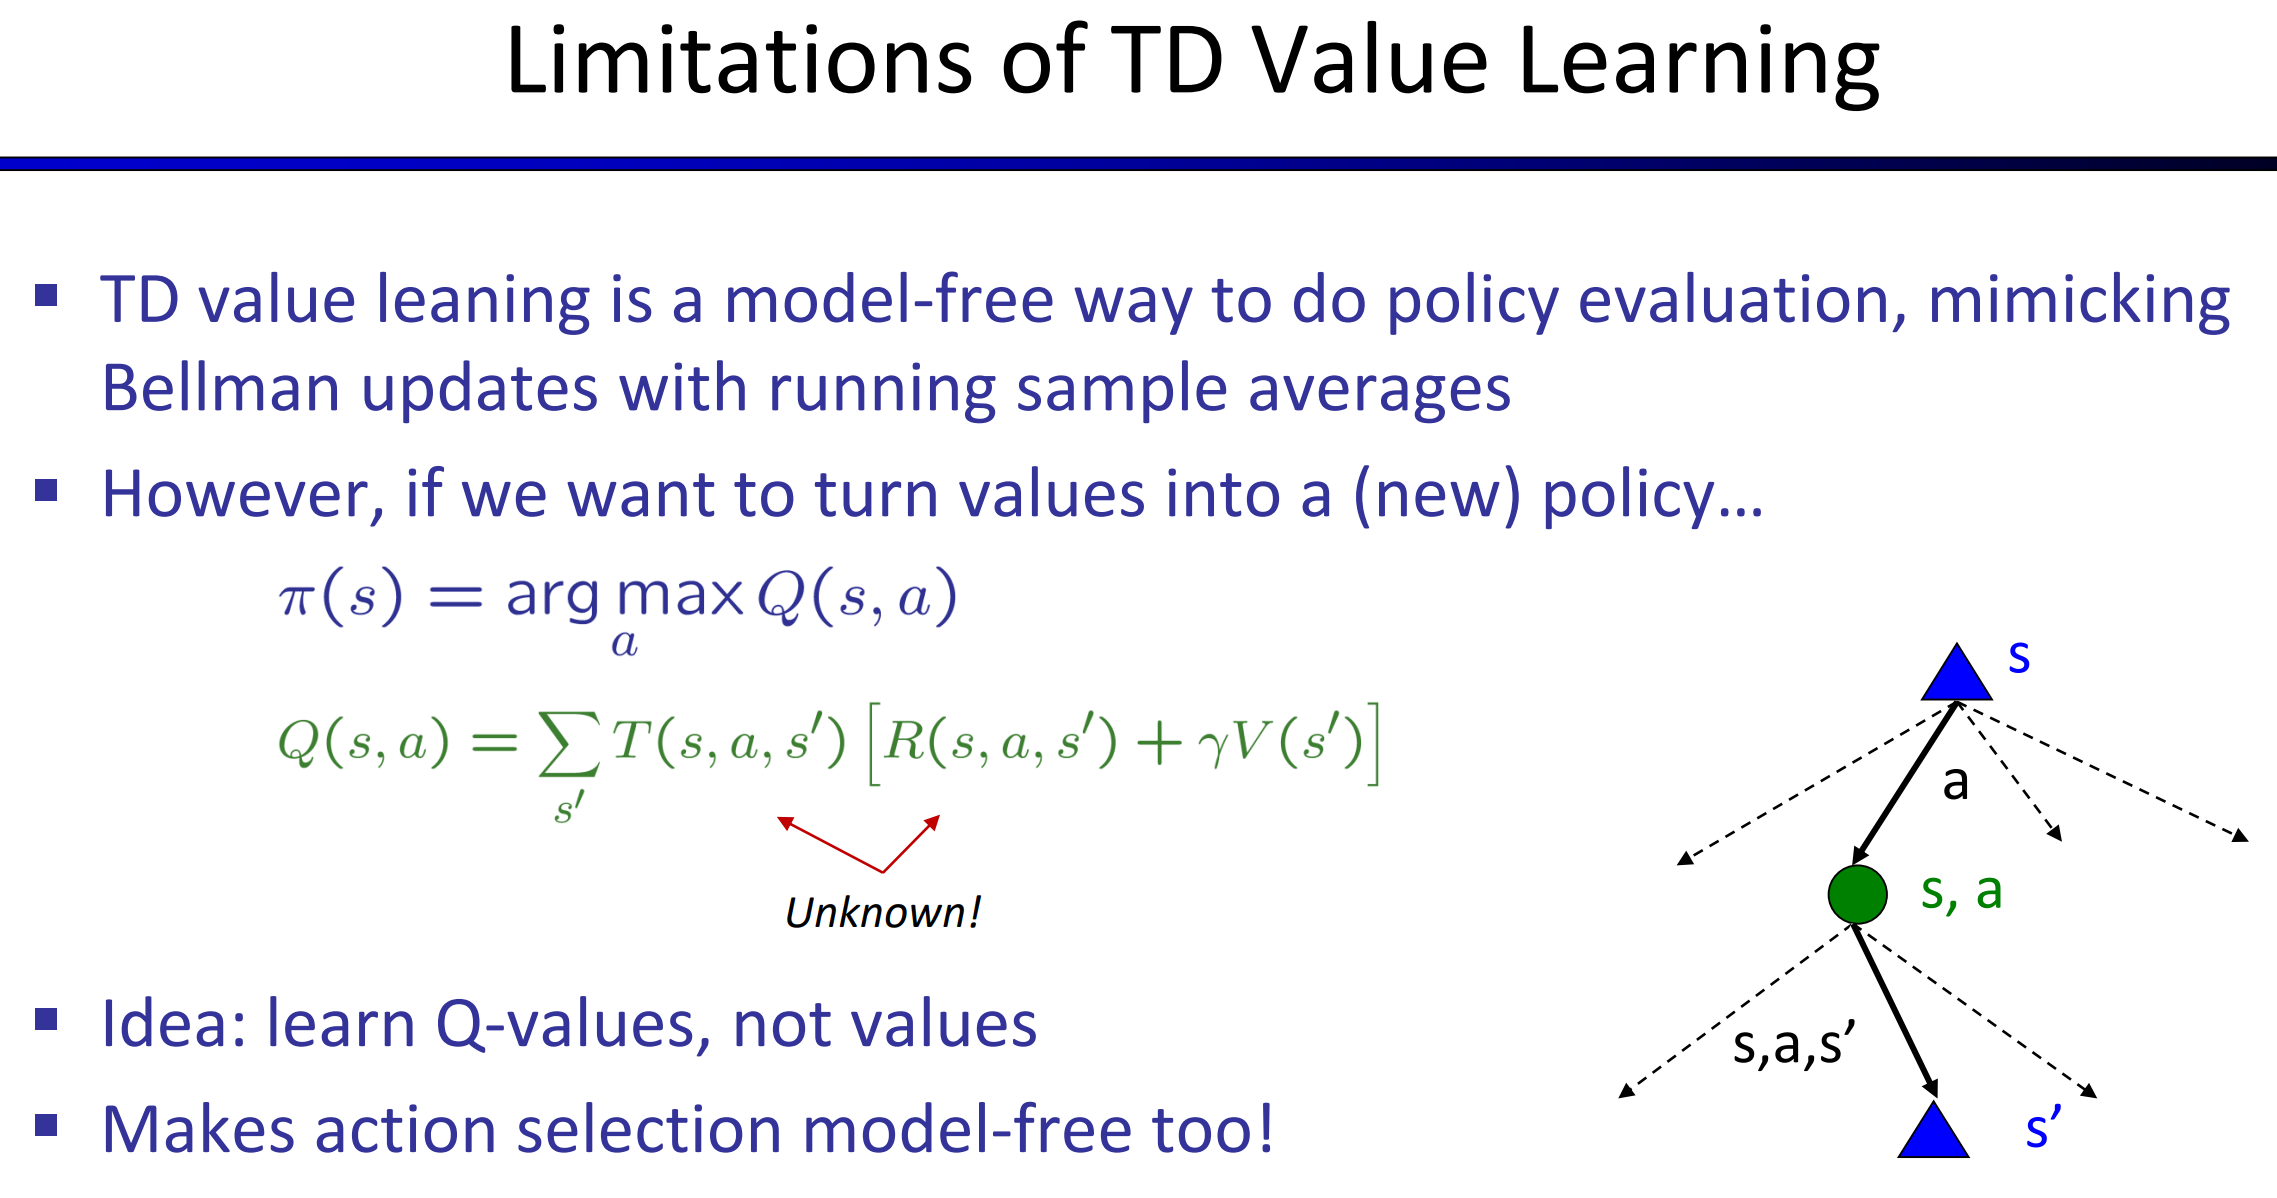 Limitations of TD Value Learning
▪ TD value leaning is a model-free way to do policy evaluation, mimicking
Bellman updates with running sample averages
▪ However, if we want to turn values into a (new) policy…
π(s) = arg max Q(s, a)
a
Q(s, a) = ∑ T(s, a, s′) [R(s, a, s′) + γV(s′)]
s′
Unknown!
▪ Idea: learn Q-values, not values
▪ Makes action selection model-free too!
s
a
s, a
s,a,s’
s’